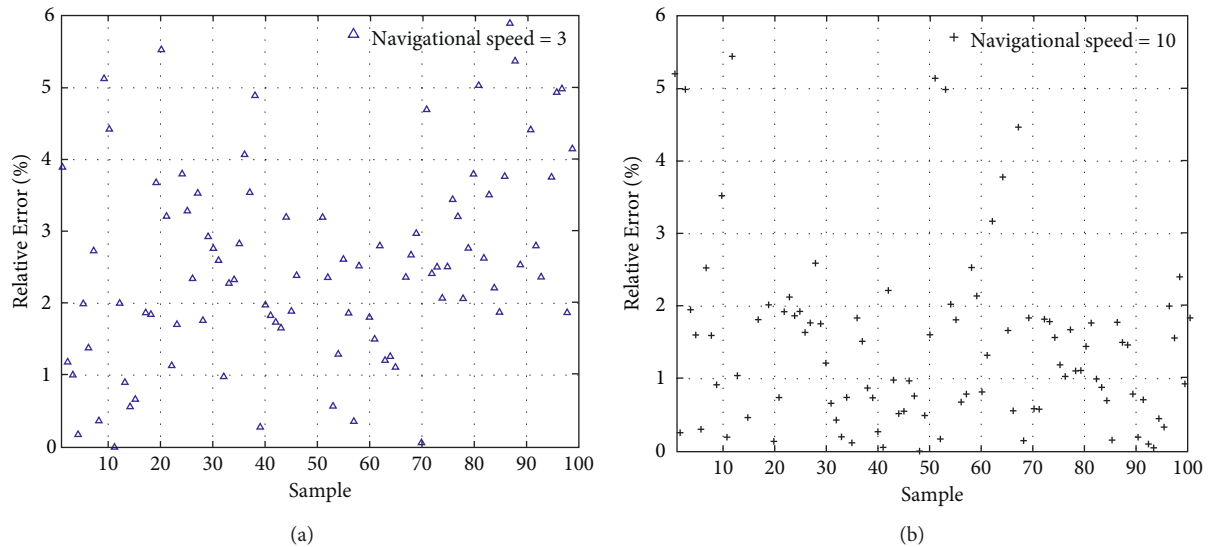 6
△ Navigational speed = 3
5
4
3
2
1
0
Relative Error (%)
10 20 30 40 50 60 70 80 90 100
Sample
(a)
6
+ Navigational speed = 10
5
4
3
2
1
0
Relative Error (%)
10 20 30 40 50 60 70 80 90 100
Sample
(b)